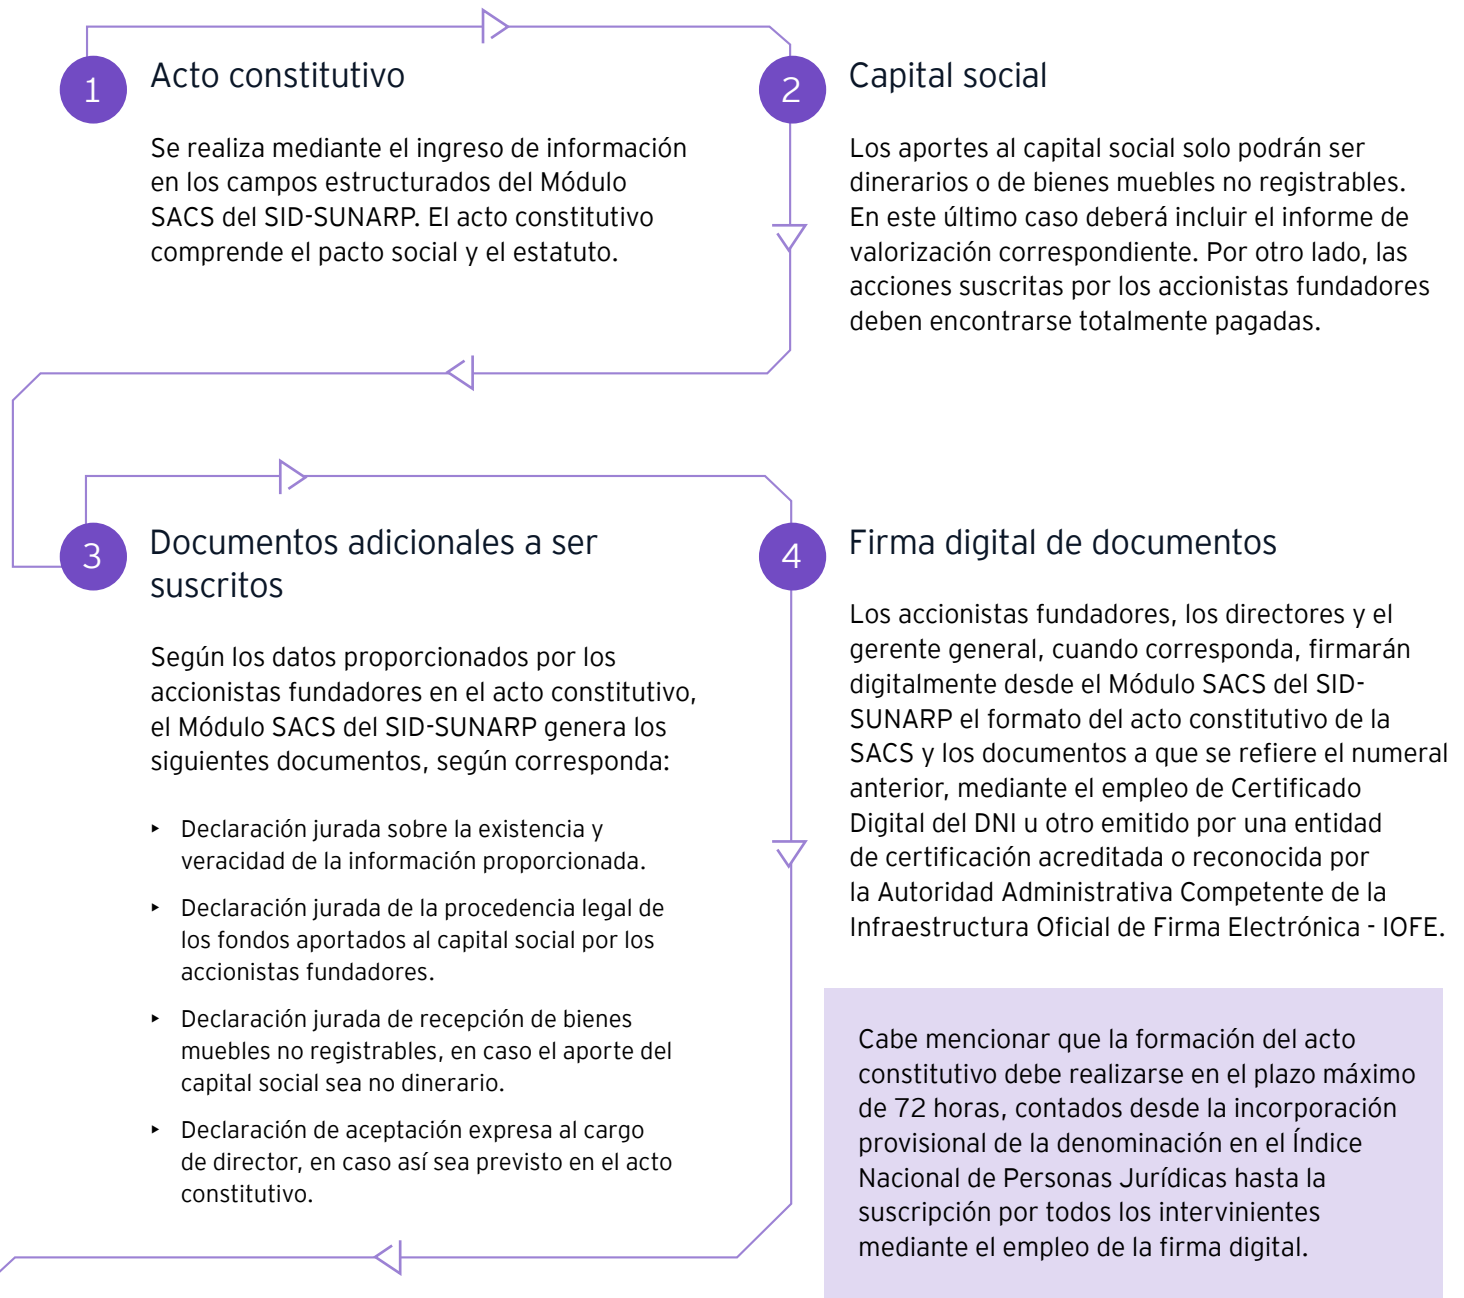 1
Acto constitutivo
Se realiza mediante el ingreso de información
en los campos estructurados del Módulo
SACS del SID-SUNARP. El acto constitutivo
comprende el pacto social y el estatuto.
2
Capital social
Los aportes al capital social solo podrán ser
dinerarios o de bienes muebles no registrables.
En este último caso deberá incluir el informe de
valorización correspondiente. Por otro lado, las
acciones suscritas por los accionistas fundadores
deben encontrarse totalmente pagadas.
3
Documentos adicionales a ser
suscritos
Según los datos proporcionados por los
accionistas fundadores en el acto constitutivo,
el Módulo SACS del SID-SUNARP genera los
siguientes documentos, según corresponda:
‣ Declaración jurada sobre la existencia y
veracidad de la información proporcionada.
‣ Declaración jurada de la procedencia legal de
los fondos aportados al capital social por los
accionistas fundadores.
‣ Declaración jurada de recepción de bienes
muebles no registrables, en caso el aporte del
capital social sea no dinerario.
‣ Declaración de aceptación expresa al cargo
de director, en caso así sea previsto en el acto
constitutivo.
4
Firma digital de documentos
Los accionistas fundadores, los directores y el
gerente general, cuando corresponda, firmarán
digitalmente desde el Módulo SACS del SID-
SUNARP el formato del acto constitutivo de la
SACS y los documentos a que se refiere el numeral
anterior, mediante el empleo de Certificado
Digital del DNI u otro emitido por una entidad
de certificación acreditada o reconocida por
la Autoridad Administrativa Competente de la
Infraestructura Oficial de Firma Electrónica - IOFE.
Cabe mencionar que la formación del acto
constitutivo debe realizarse en el plazo máximo
de 72 horas, contados desde la incorporación
provisional de la denominación en el Índice
Nacional de Personas Jurídicas hasta la
suscripción por todos los intervinientes
mediante el empleo de la firma digital.